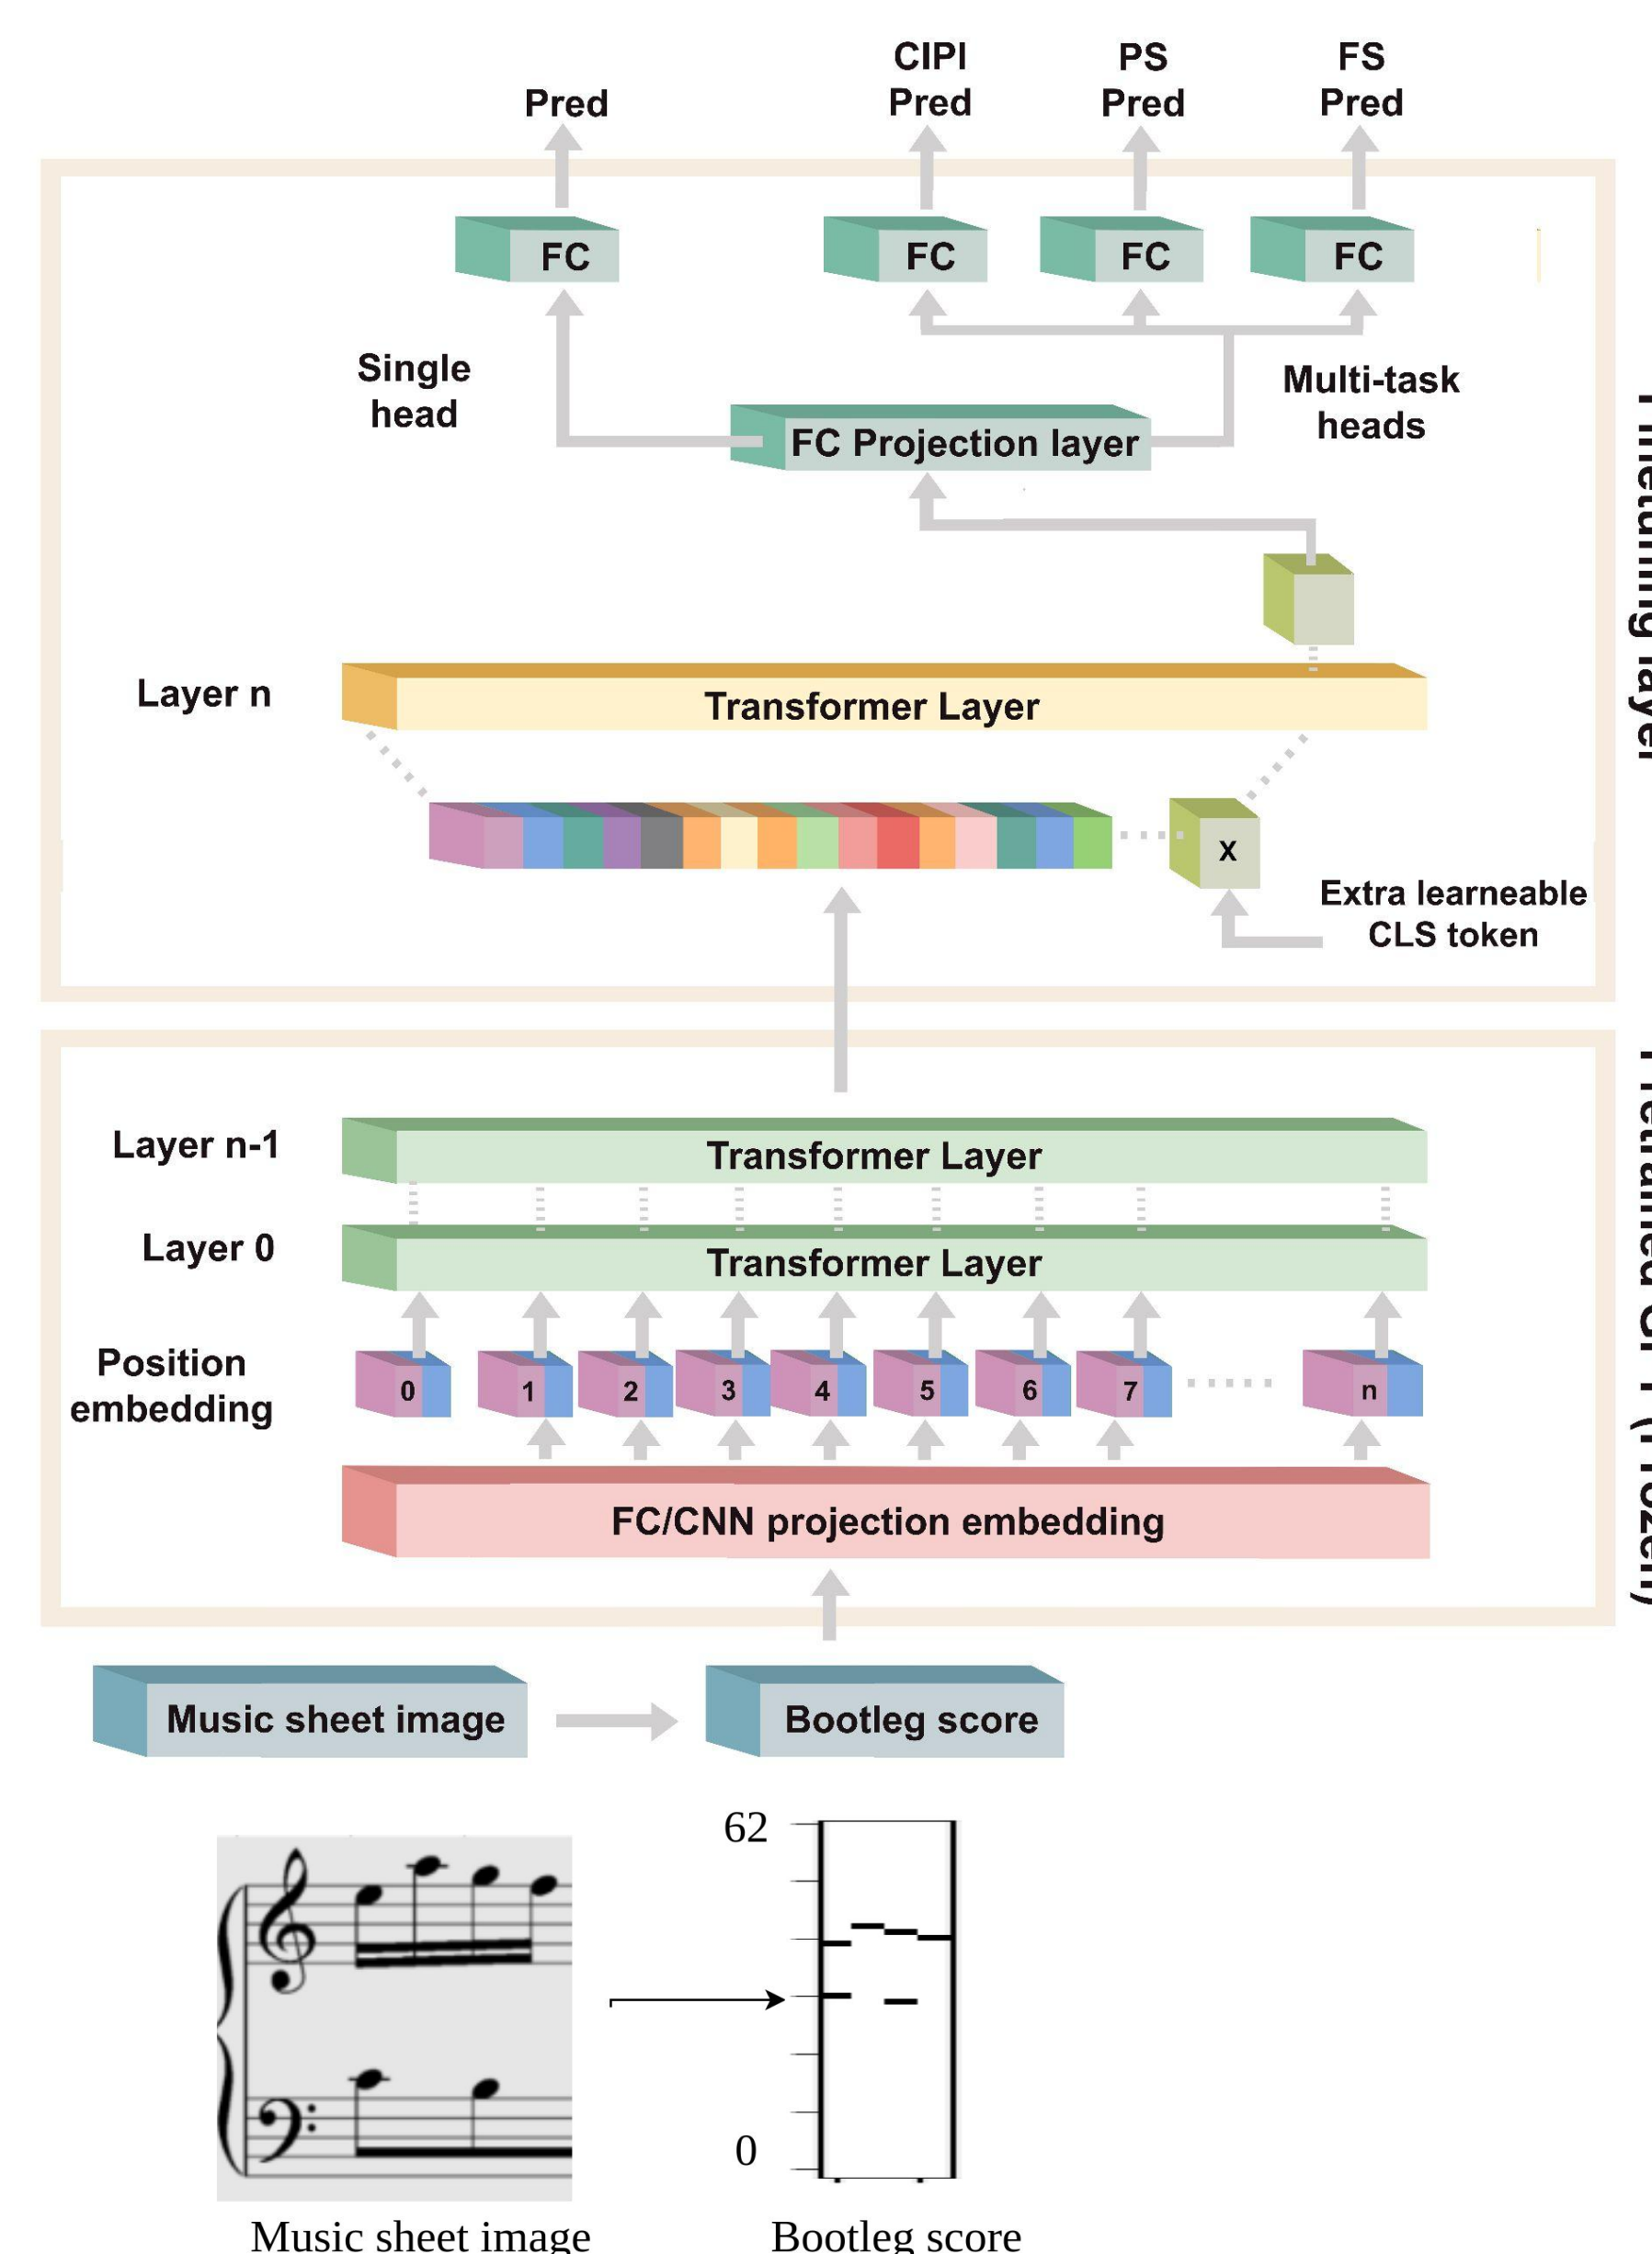 CIPI
PS
FS
Pred
Pred
Pred
Pred
FC
FC
FC
FC
Single
head
Multi-task
heads
FC Projection layer
Layer n
Transformer Layer
x
Extra learneable
CLS token
layer
Layer n-1
Transformer Layer
Layer 0
Transformer Layer
Position
embedding
0
1
2
3
4
5
6
7
n
FC/CNN projection embedding
Music sheet image
Bootleg score
62
0
Music sheet image
Bootleg score